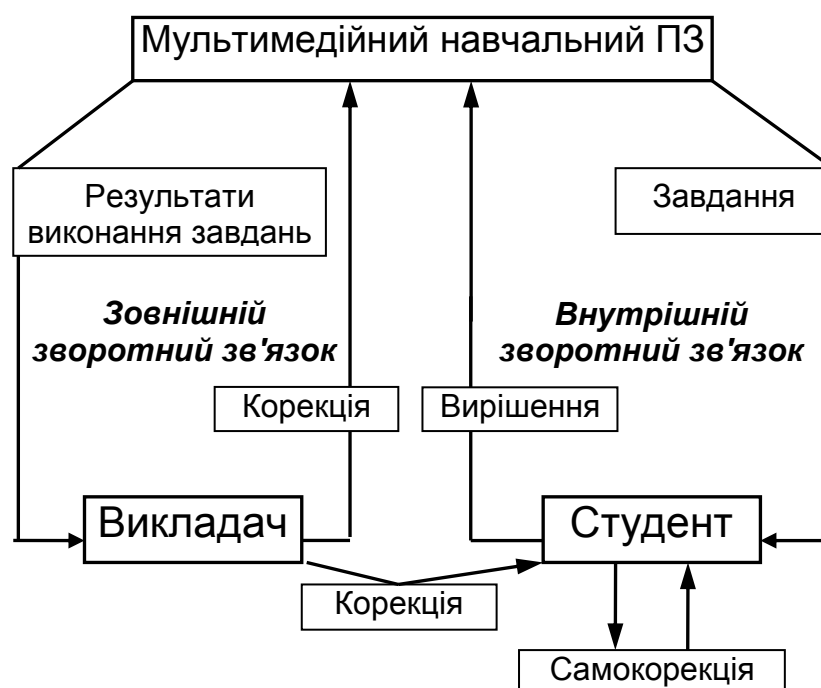 Мультимедійний навчальний ПЗ
Результати
виконання завдань
Завдання
Зовнішній
зворотний зв'язок
Внутрішній
зворотний зв'язок
Корекція
Вирішення
Викладач
Студент
Корекція
Самокорекція